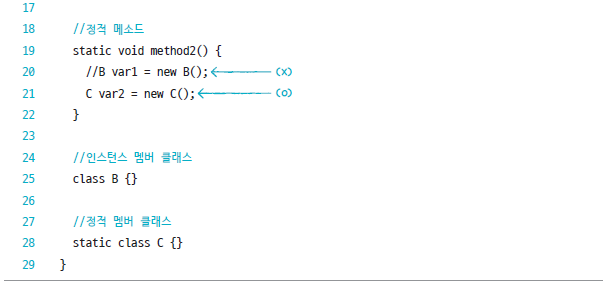 17
18 //정적 메소드
19 static void method2() {
20 //B var1 = new B(); (x)
21 C var2 = new C(); (o)
22 }
23
24 //인스턴스 멤버 클래스
25 class B {}
26
27 //정적 멤버 클래스
28 static class C {}
29 }